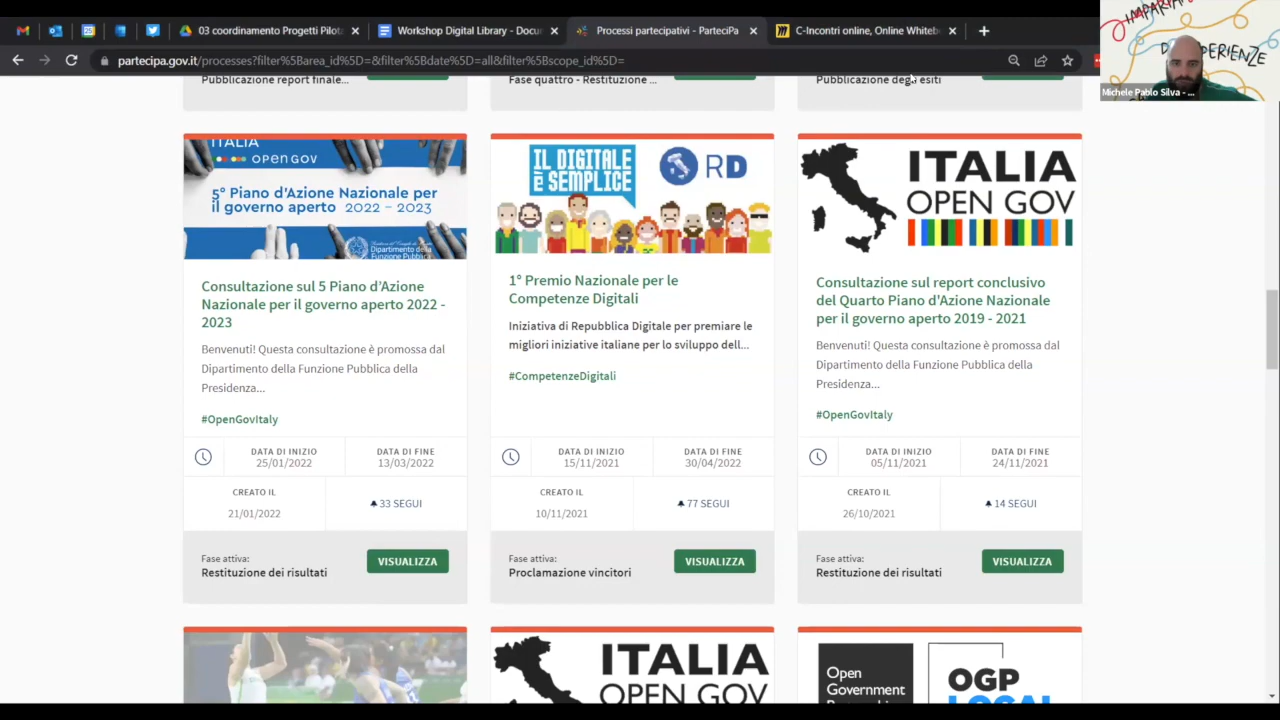 03 coordinamento Progetti Pilot
Workshop Digital Library - Docu
Processi partecipativi - ParteciPa
C-Incontri online, Online Whiteb
partecipa.gov.it/processes?filter%5Barea_id%5D=&filter%5Bdate%5D=all&filter%5Bscope_id%5D=
Michele Pablo Silva - ...
Pubblicazione report finale...
Fase quattro - Restituzione ...
Pubblicazione degli esiti
ITALIA
OPEN GOV
5° Piano d'Azione Nazionale per
il governo aperto 2022 - 2023
Dipartimento della
Funzione Pubblica
Consultazione sul 5 Piano d’Azione
Nazionale per il governo aperto 2022 -
2023
Benvenuti! Questa consultazione è promossa dal
Dipartimento della Funzione Pubblica della
Presidenza...
#OpenGovItaly
DATA DI INIZIO
25/01/2022
DATA DI FINE
13/03/2022
CREATO IL
21/01/2022
33 SEGUI
Fase attiva:
Restituzione dei risultati
VISUALIZZA
IL DIGITALE
È SEMPLICE
RD
1° Premio Nazionale per le
Competenze Digitali
Iniziativa di Repubblica Digitale per premiare le
migliori iniziative italiane per lo sviluppo dell...
#CompetenzeDigitali
DATA DI INIZIO
15/11/2021
DATA DI FINE
30/04/2022
CREATO IL
10/11/2021
77 SEGUI
Fase attiva:
Proclamazione vincitori
VISUALIZZA
ITALIA
OPEN GOV
Consultazione sul report conclusivo
del Quarto Piano d'Azione Nazionale
per il governo aperto 2019 - 2021
Benvenuti! Questa consultazione è promossa dal
Dipartimento della Funzione Pubblica della
Presidenza...
#OpenGovItaly
DATA DI INIZIO
05/11/2021
DATA DI FINE
24/11/2021
CREATO IL
26/10/2021
14 SEGUI
Fase attiva:
Restituzione dei risultati
VISUALIZZA
ITALIA
OPEN GOV
Open
Government
OGP
LOCAL